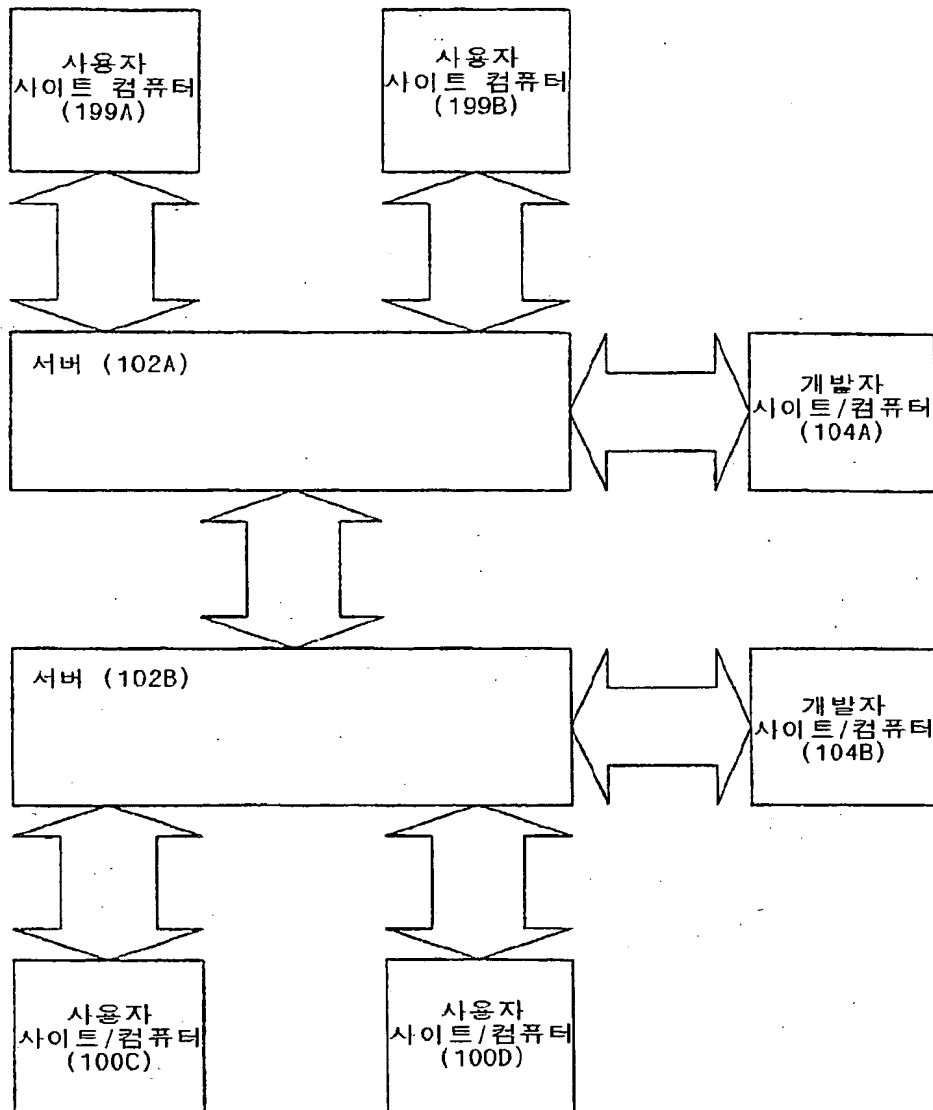 사용자
사이트 컴퓨터
(199A)
사용자
사이트 컴퓨터
(199B)
서버 (102A)
개발자
사이트/컴퓨터
(104A)
서버 (102B)
개발자
사이트/컴퓨터
(104B)
사용자
사이트/컴퓨터
(100C)
사용자
사이트/컴퓨터
(100D)